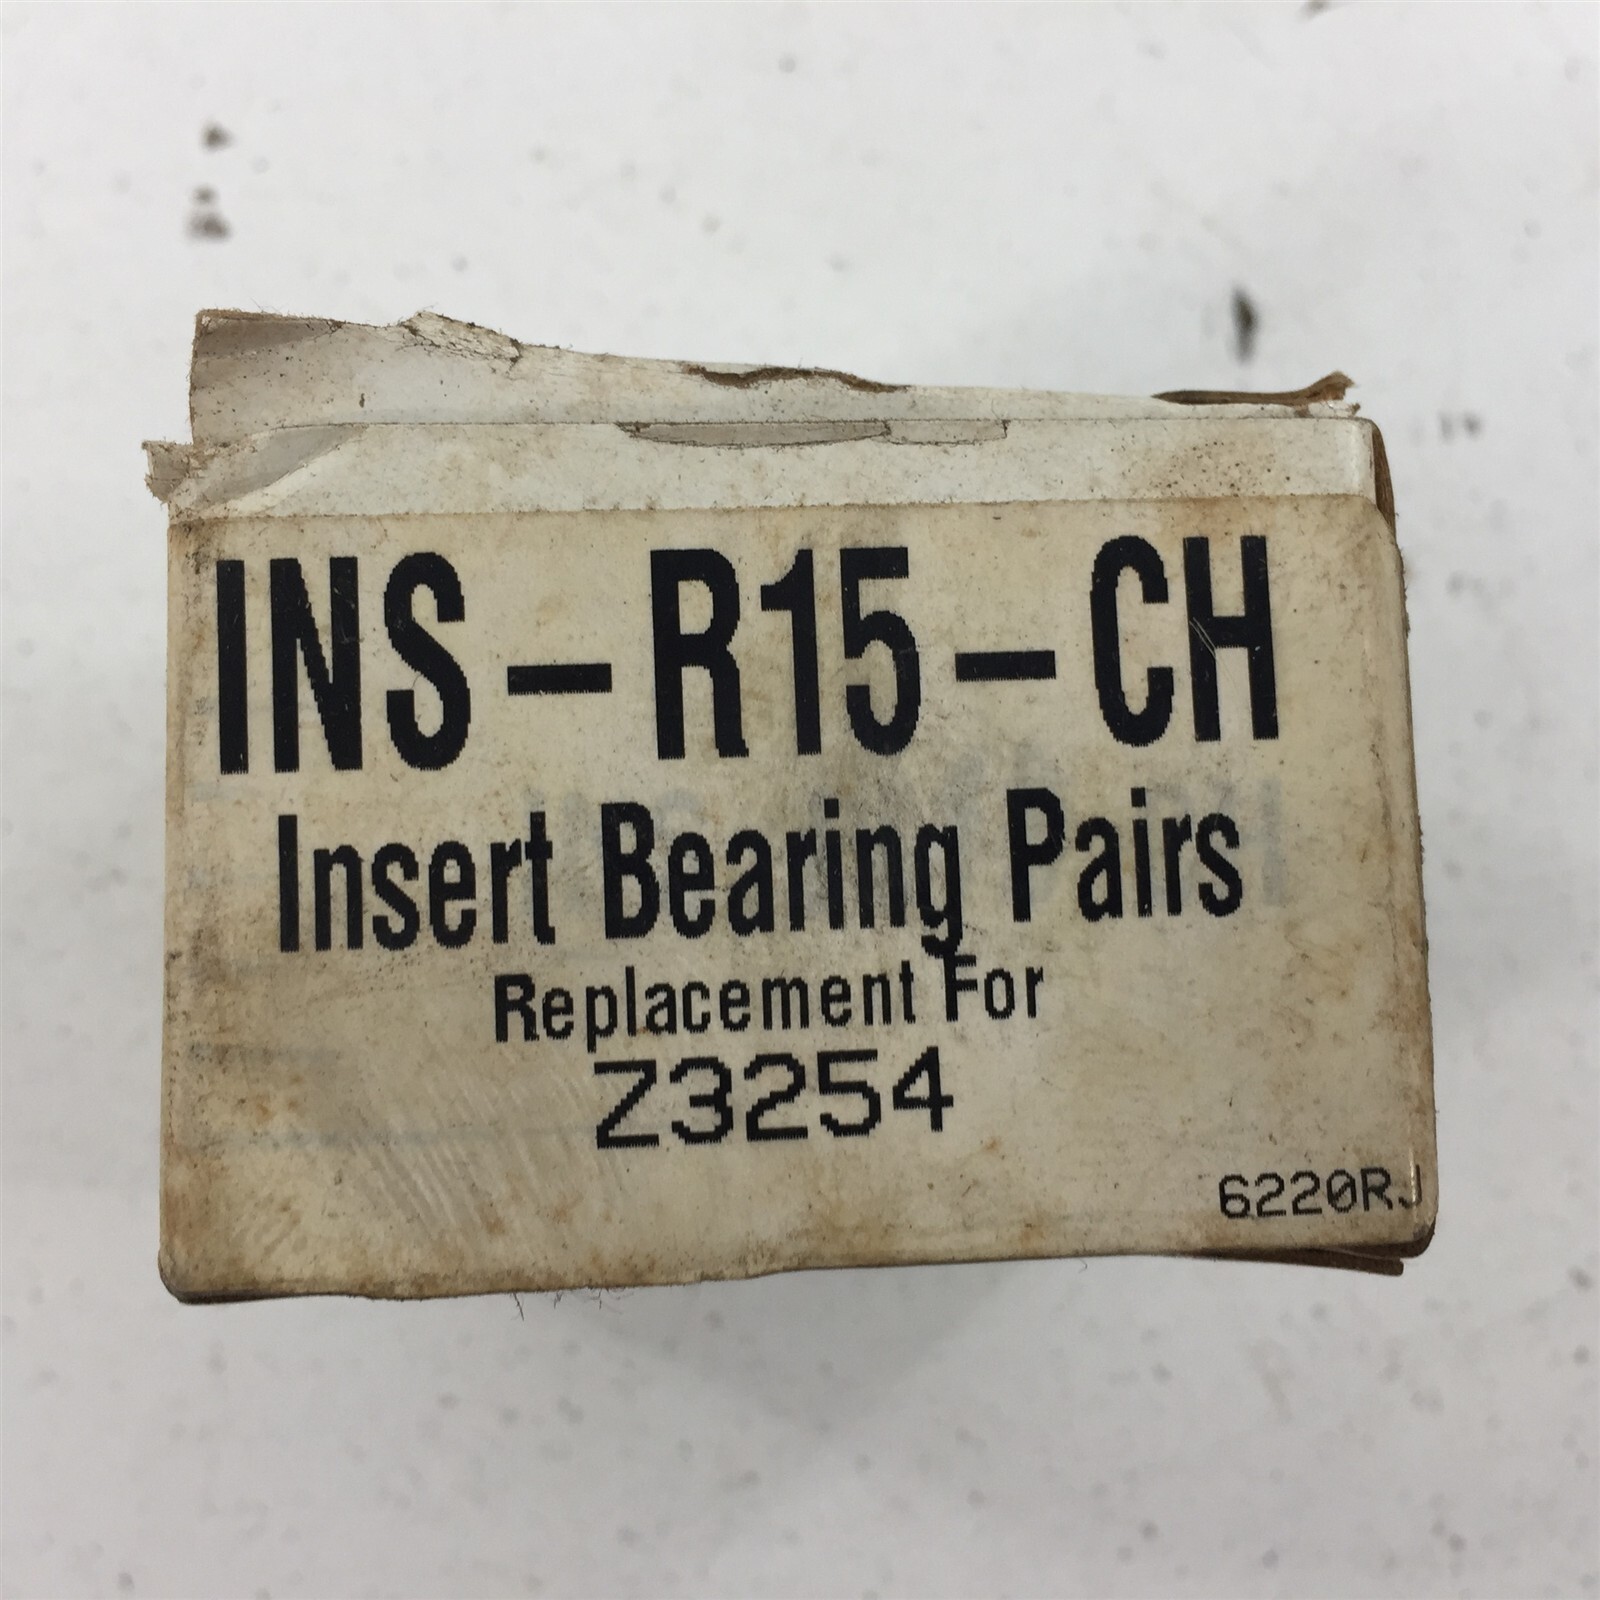 INS-R15-CH
Insert Bearing Pairs
Replacement For
Z3254
6220RJ